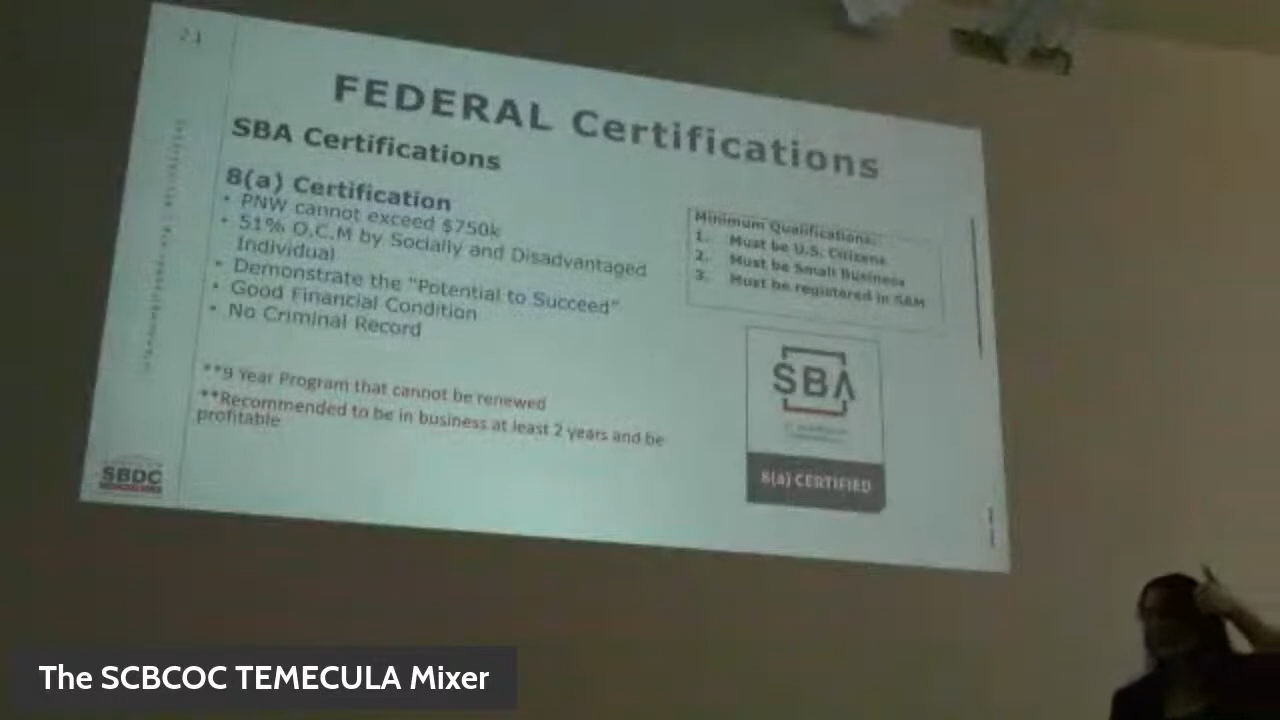 21
FEDERAL Certifications
SBA Certifications
8(a) Certification
• PNW cannot exceed $750k
• 51% O.C.M by Socially and Disadvantaged
Individual
• Demonstrate the "Potential to Succeed"
• Good Financial Condition
• No Criminal Record
**9 Year Program that cannot be renewed
**Recommended to be in business at least 2 years and be
profitable
Minimum Qualifications:
1. Must be U.S. Citizens
2. Must be Small Business
3. Must be registered in SAM
SBA
8(a) CERTIFIED
SBDC
The SCBCOC TEMECULA Mixer